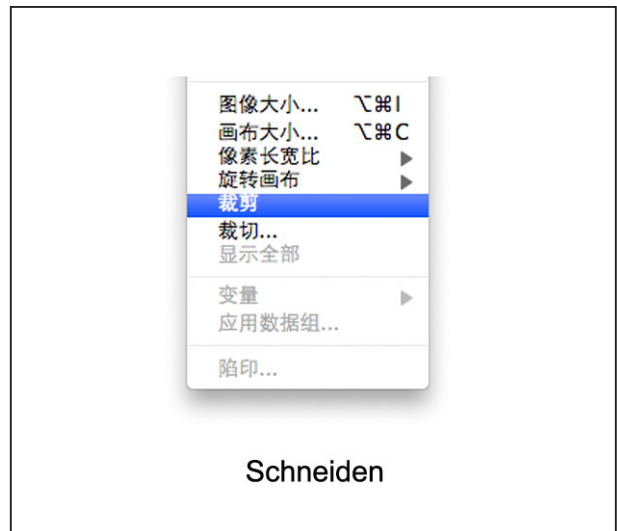 图像大小... ⌥⌘I
画布大小... ⌥⌘C
像素长宽比 ▶
旋转画布 ▶
裁剪
裁切...
显示全部
变量 ▶
应用数据组...
陷印...
Schneiden